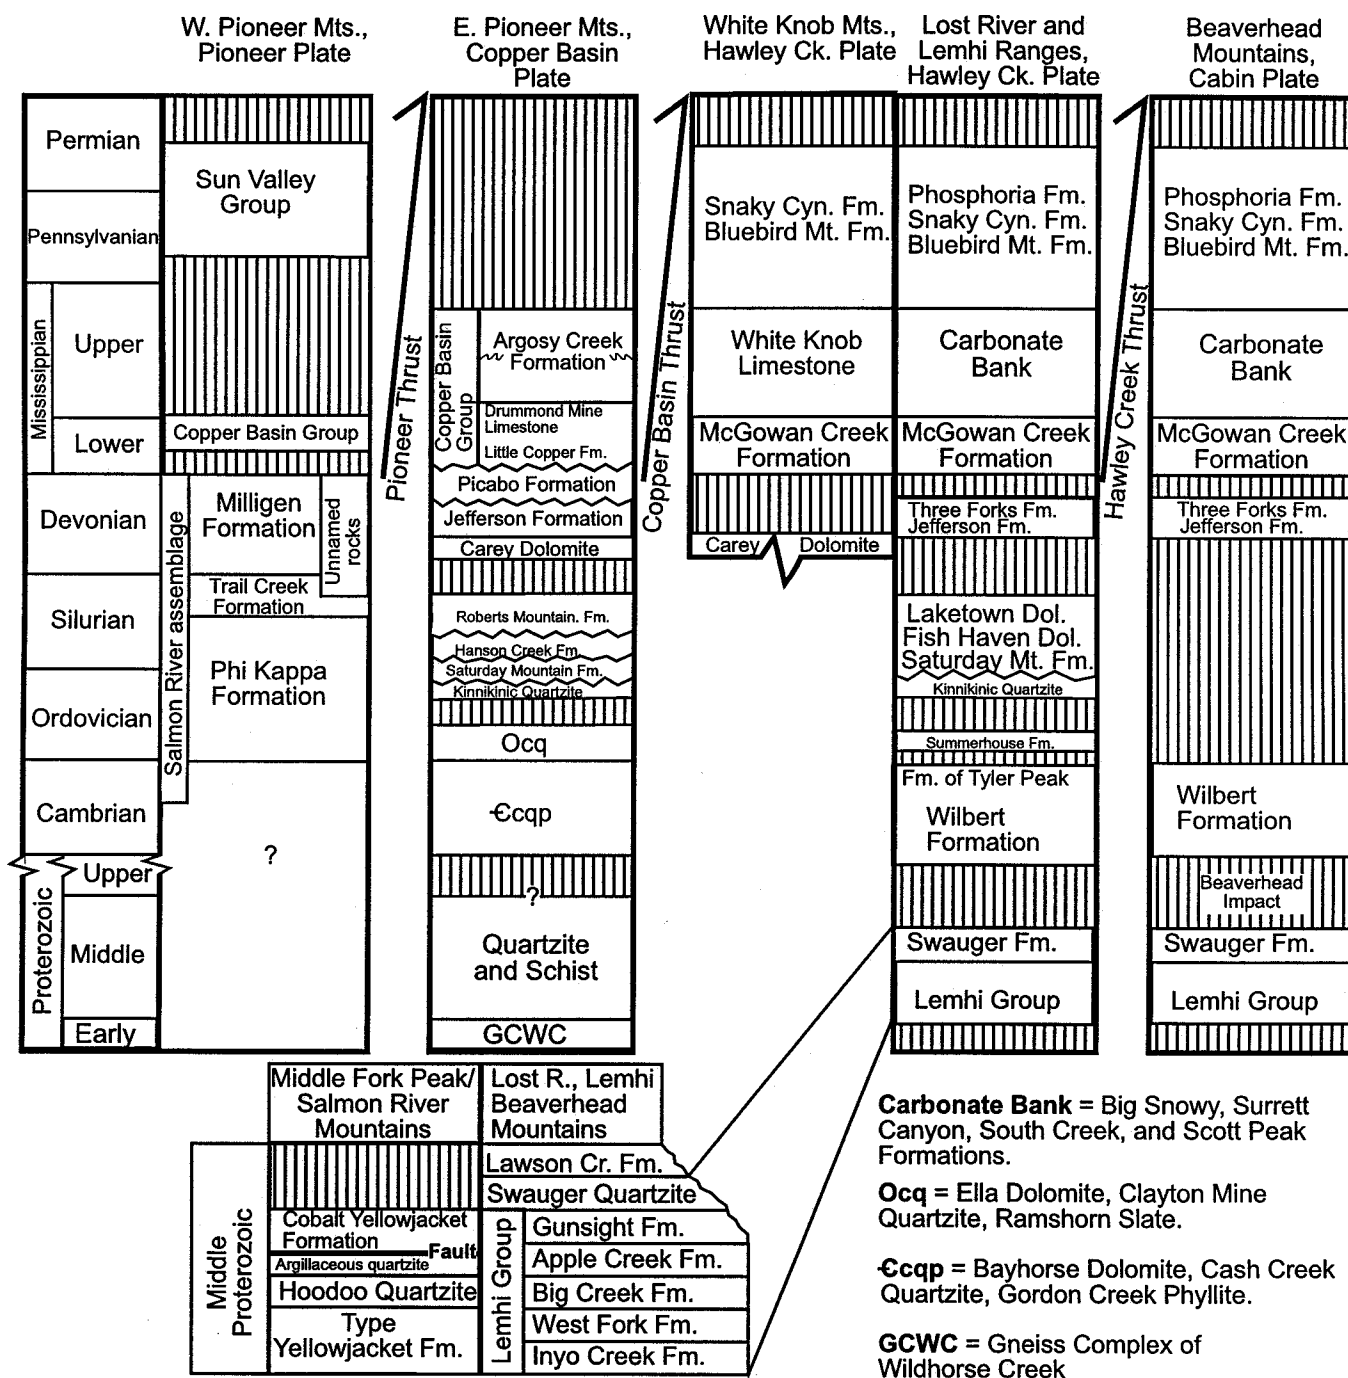 W. Pioneer Mts.,
Pioneer Plate
E. Pioneer Mts.,
Copper Basin
Plate
White Knob Mts.,
Hawley Ck. Plate
Lost River and
Lemhi Ranges,
Hawley Ck. Plate
Beaverhead
Mountains,
Cabin Plate
Permian
Pennsylvanian
Mississippian
Upper
Lower
Devonian
Silurian
Ordovician
Cambrian
Proterozoic
Upper
Middle
Early
Sun Valley
Group
Copper Basin Group
Salmon River assemblage
Milligen
Formation
Unnamed
rocks
Trail Creek
Formation
Phi Kappa
Formation
?
Pioneer Thrust
Copper Basin
Group
Argosy Creek
Formation
Drummond Mine
Limestone
Little Copper Fm.
Picabo Formation
Jefferson Formation
Carey Dolomite
Roberts Mountain. Fm.
Hanson Creek Fm.
Saturday Mountain Fm.
Kinnikinic Quartzite
Ocq
Ꞓcqp
?
Quartzite
and Schist
GCWC
Copper Basin Thrust
Snaky Cyn. Fm.
Bluebird Mt. Fm.
White Knob
Limestone
McGowan Creek
Formation
Carey Dolomite
Phosphoria Fm.
Snaky Cyn. Fm.
Bluebird Mt. Fm.
Carbonate
Bank
McGowan Creek
Formation
Three Forks Fm.
Jefferson Fm.
Laketown Dol.
Fish Haven Dol.
Saturday Mt. Fm.
Kinnikinic Quartzite
Summerhouse Fm.
Fm. of Tyler Peak
Wilbert
Formation
Swauger Fm.
Lemhi Group
Hawley Creek Thrust
Phosphoria Fm.
Snaky Cyn. Fm.
Bluebird Mt. Fm.
Carbonate
Bank
McGowan Creek
Formation
Three Forks Fm.
Jefferson Fm.
Wilbert
Formation
Beaverhead
Impact
Swauger Fm.
Lemhi Group
Middle Fork Peak/
Salmon River
Mountains
Lost R., Lemhi
Beaverhead
Mountains
Middle
Proterozoic
Cobalt Yellowjacket
Formation
Fault
Argillaceous quartzite
Hoodoo Quartzite
Type
Yellowjacket Fm.
Lawson Cr. Fm.
Swauger Quartzite
Lemhi Group
Gunsight Fm.
Apple Creek Fm.
Big Creek Fm.
West Fork Fm.
Inyo Creek Fm.
Carbonate Bank = Big Snowy, Surrett
Canyon, South Creek, and Scott Peak
Formations.
Ocq = Ella Dolomite, Clayton Mine
Quartzite, Ramshorn Slate.
Ꞓcqp = Bayhorse Dolomite, Cash Creek
Quartzite, Gordon Creek Phyllite.
GCWC = Gneiss Complex of
Wildhorse Creek